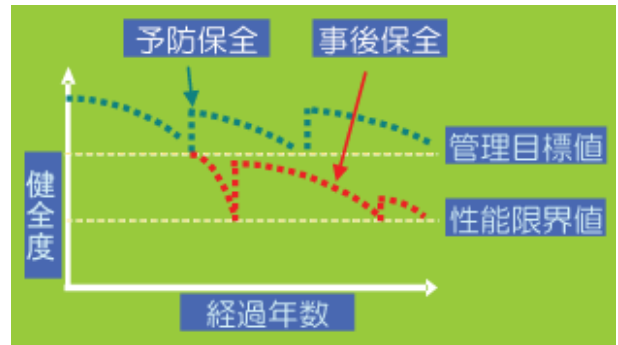 予防保全
事後保全
管理目標値
健全度
性能限界値
経過年数